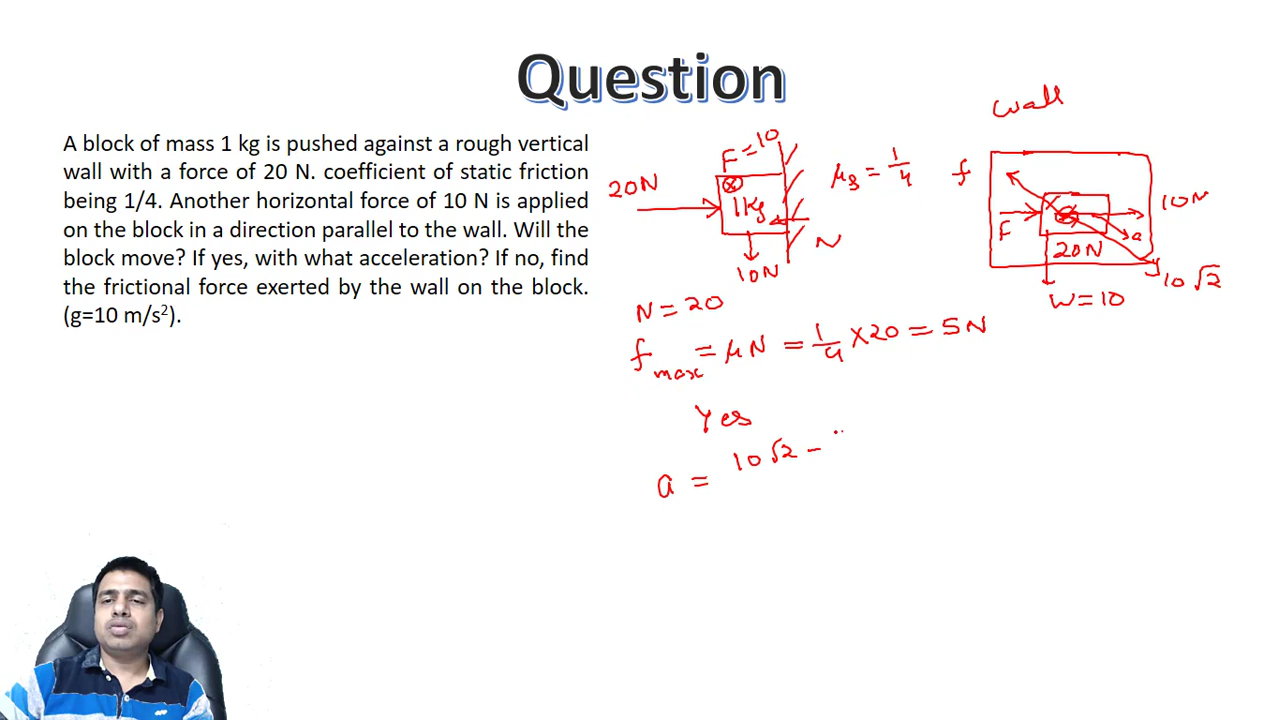 Question
A block of mass 1 kg is pushed against a rough vertical
wall with a force of 20 N. coefficient of static friction
being 1/4. Another horizontal force of 10 N is applied
on the block in a direction parallel to the wall. Will the
block move? If yes, with what acceleration? If no, find
the frictional force exerted by the wall on the block.
(g=10 m/s²).
F=10
20N
1kg
N
10N
μs = 1/4
wall
f
10N
F
a
20N
10√2
W=10
N=20
f max = μN = 1/4 × 20 = 5N
Yes
a = 10√2 −